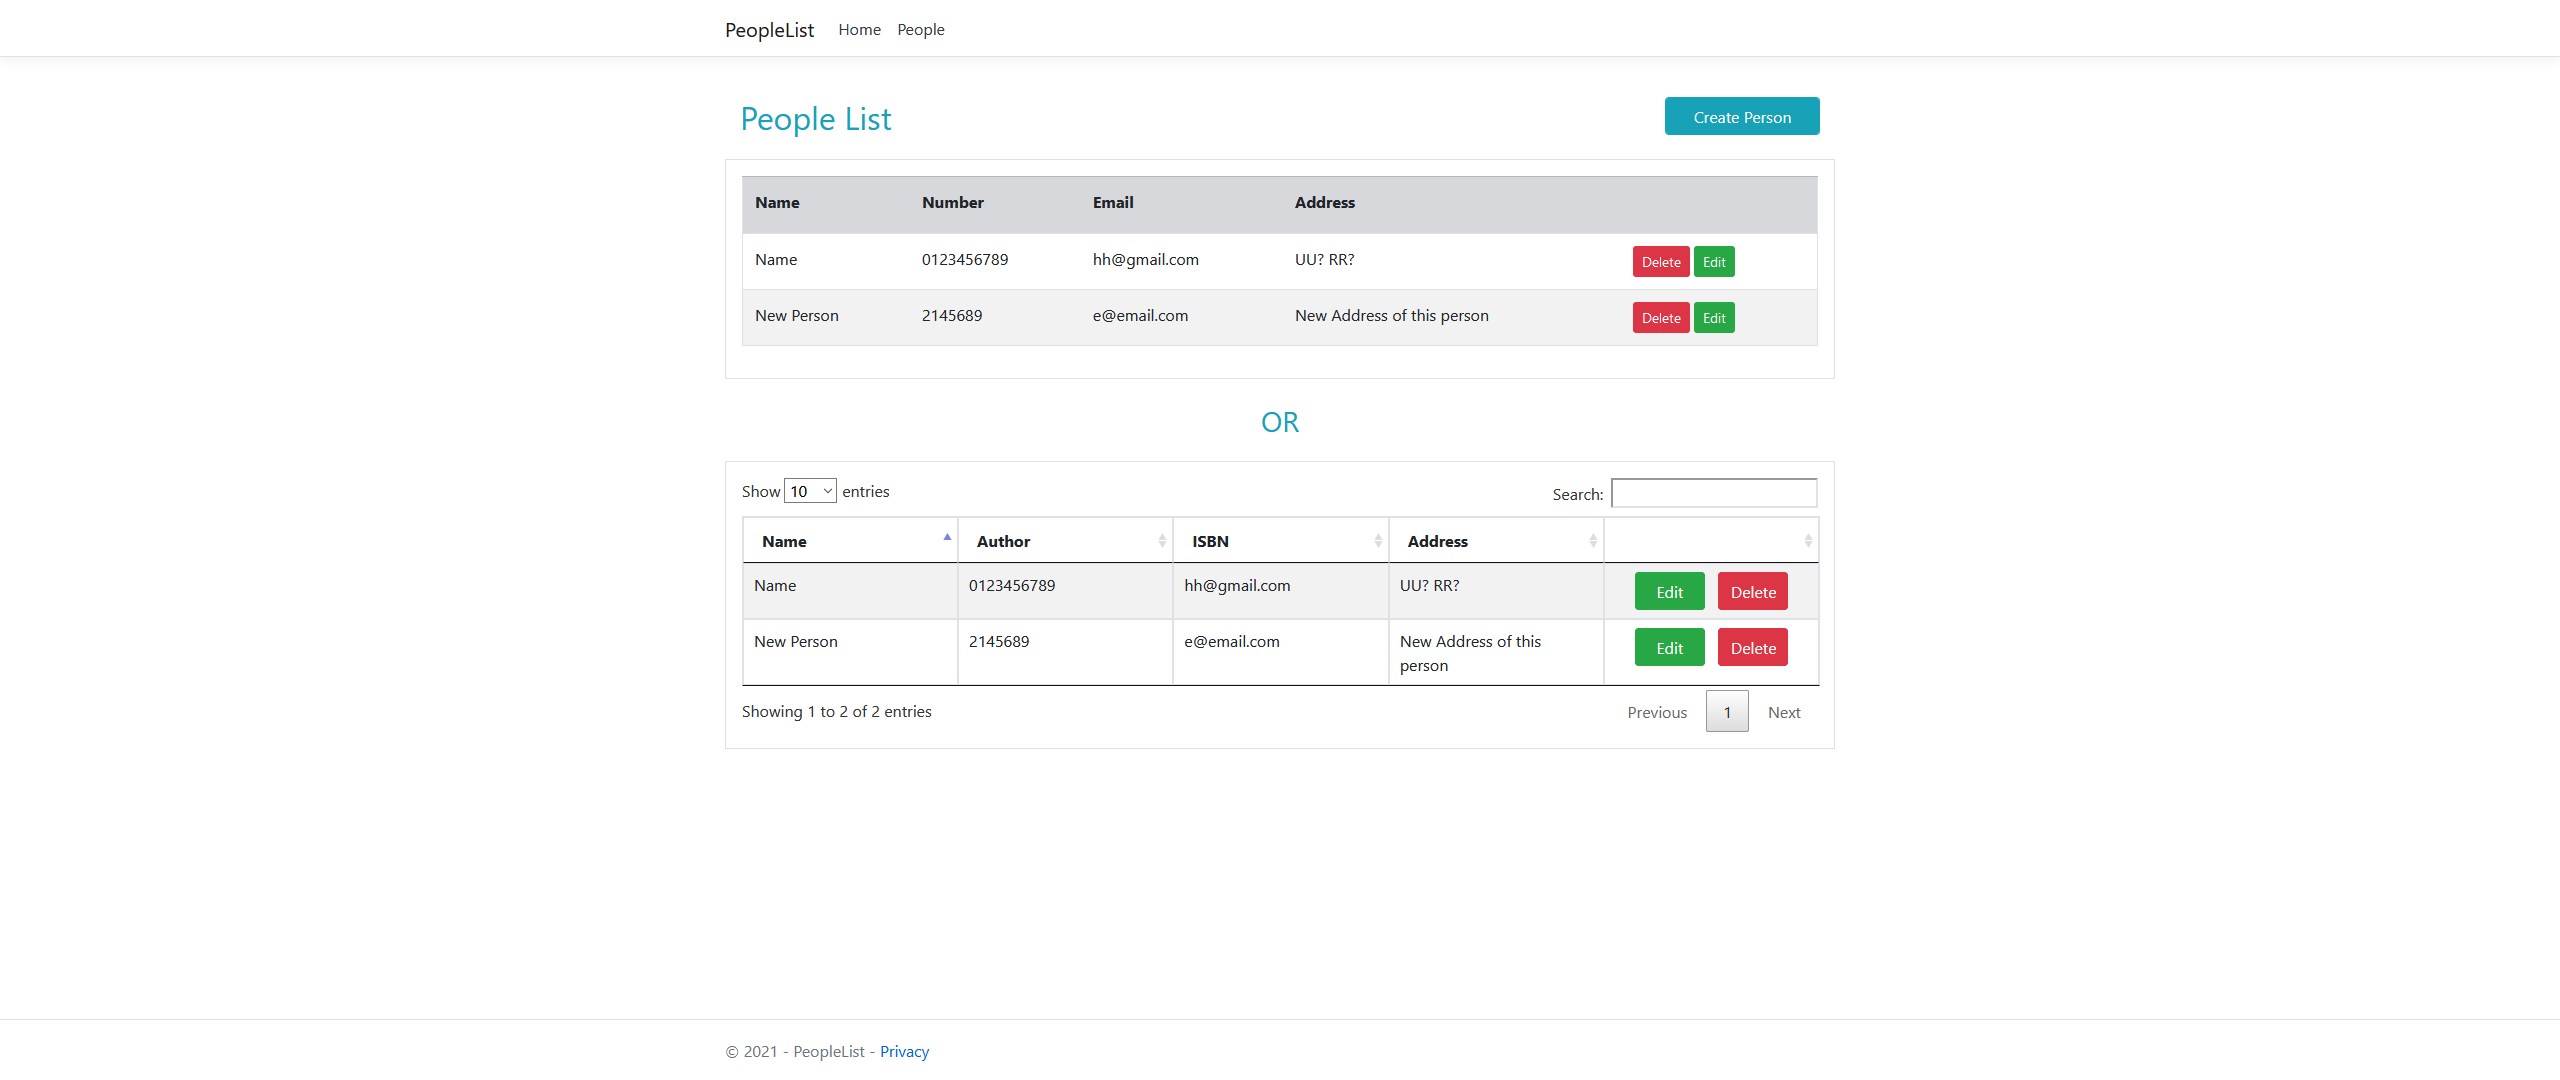 PeopleList Home People
People List Create Person
Name Number Email Address
Name 0123456789 hh@gmail.com UU? RR? Delete Edit
New Person 2145689 e@email.com New Address of this person Delete Edit
OR
Show 10 entries Search:
Name Author ISBN Address
Name 0123456789 hh@gmail.com UU? RR? Edit Delete
New Person 2145689 e@email.com New Address of this Edit Delete
person
Showing 1 to 2 of 2 entries Previous 1 Next
© 2021 - PeopleList - Privacy